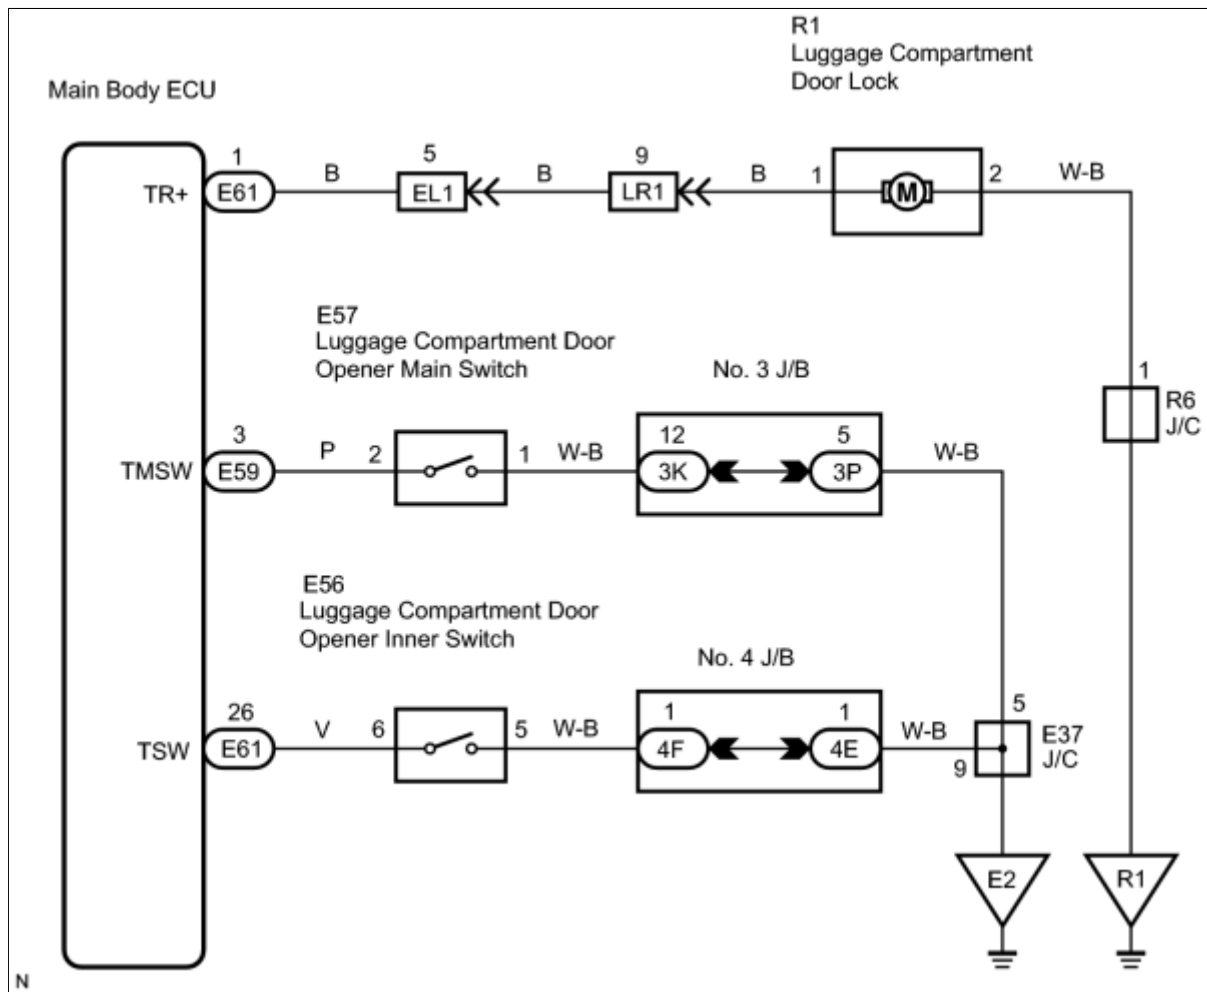 R1
Luggage Compartment
Door Lock
Main Body ECU
TR+ 1 E61 B 5 EL1 B 9 LR1 B 1 M 2 W-B
E57
Luggage Compartment Door
Opener Main Switch
No. 3 J/B
1
R6
J/C
TMSW 3 E59 P 2 1 W-B 12 3K 5 3P W-B
E56
Luggage Compartment Door
Opener Inner Switch
No. 4 J/B
TSW 26 E61 V 6 5 W-B 1 4F 1 4E W-B
5
9
E37
J/C
E2 R1
N